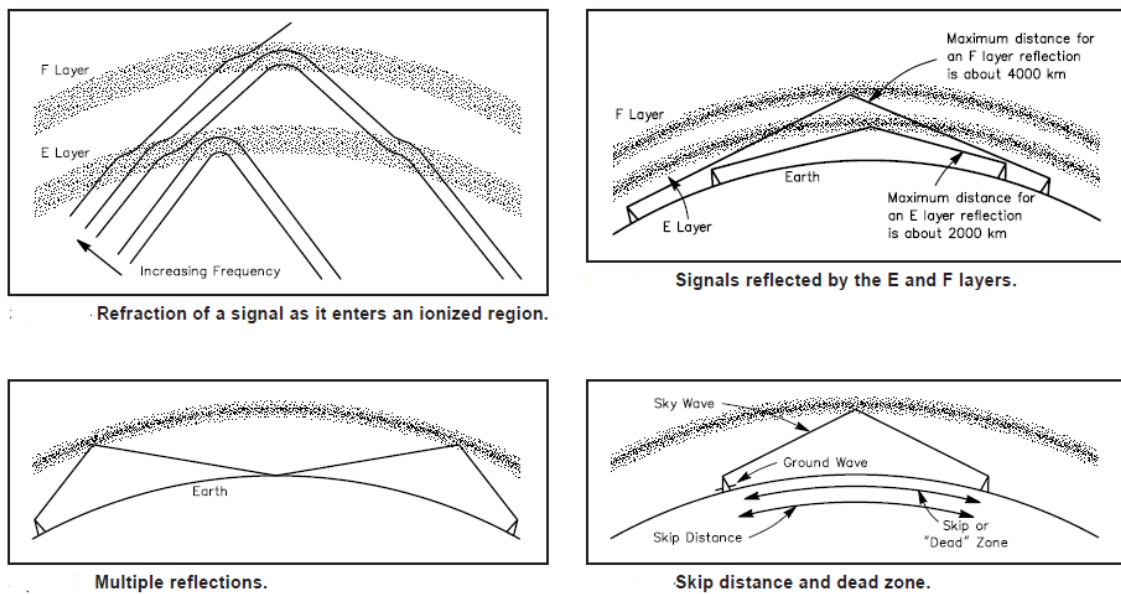 F Layer
E Layer
Increasing Frequency
Refraction of a signal as it enters an ionized region.
Maximum distance for
an F layer reflection
is about 4000 km
F Layer
Earth
E Layer
Maximum distance for
an E layer reflection
is about 2000 km
Signals reflected by the E and F layers.
Earth
Multiple reflections.
Sky Wave
Ground Wave
Skip Distance
Skip or
"Dead" Zone
Skip distance and dead zone.